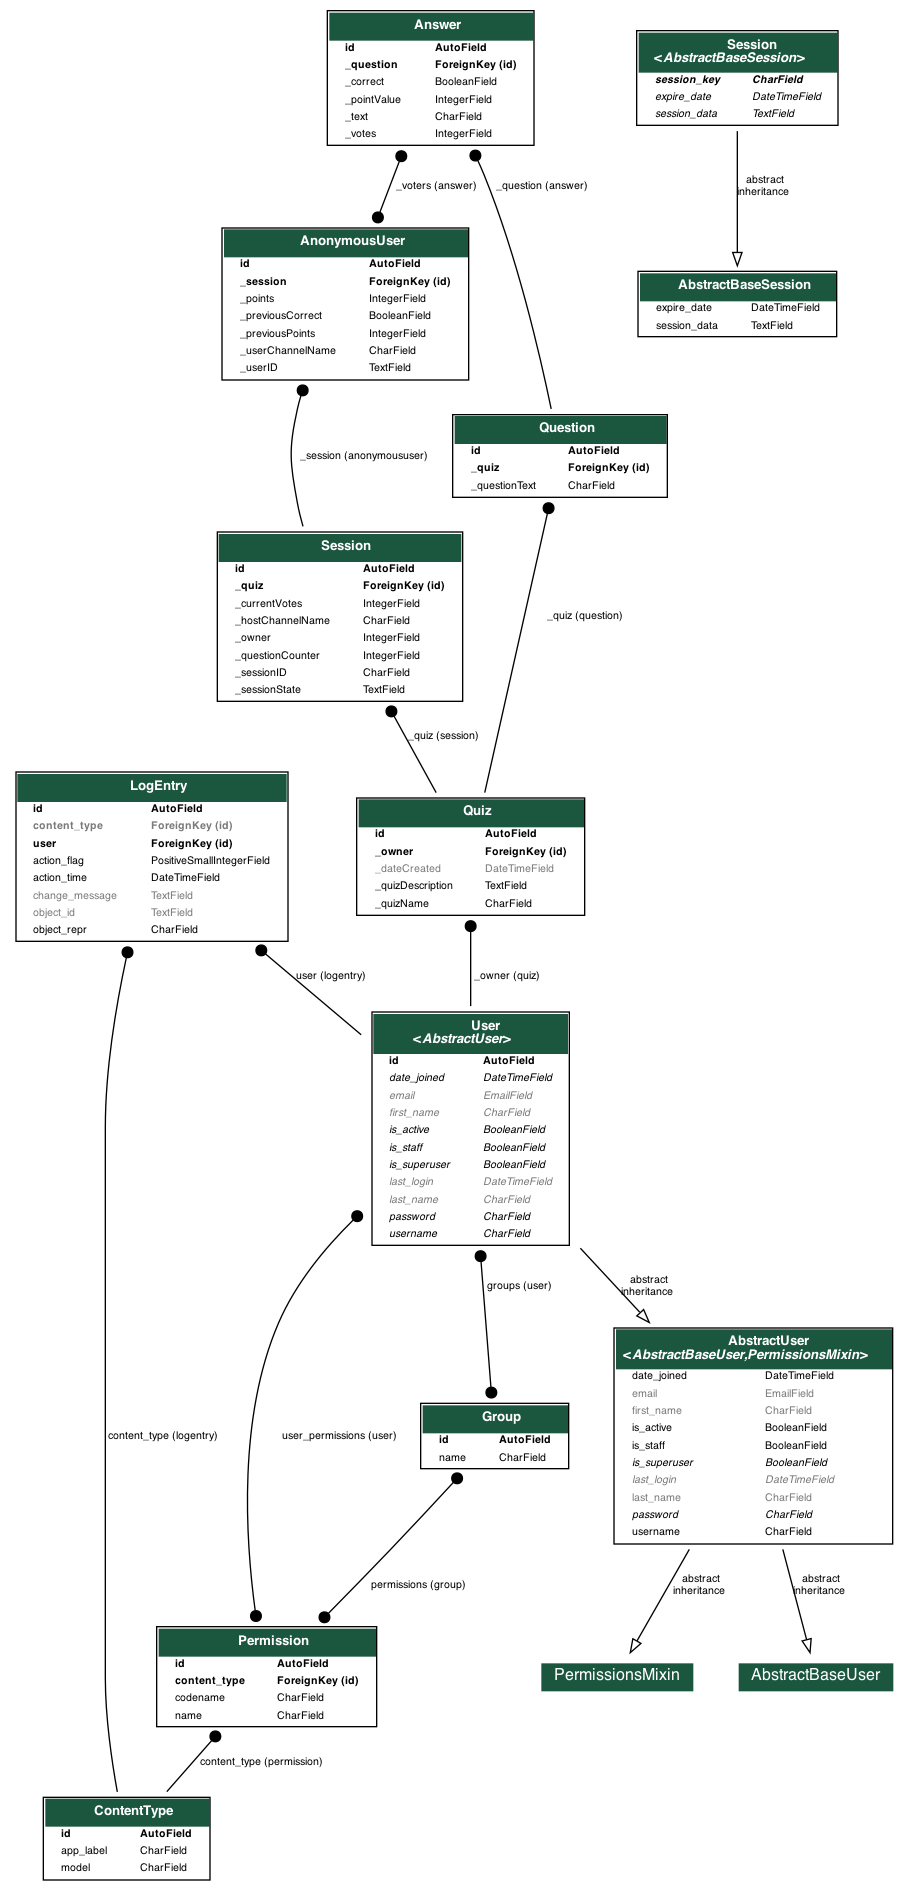 Answer
id AutoField
_question ForeignKey (id)
_correct BooleanField
_pointValue IntegerField
_text CharField
_votes IntegerField
Session
<AbstractBaseSession>
session_key CharField
expire_date DateTimeField
session_data TextField
_voters (answer)
_question (answer)
abstract
inheritance
AnonymousUser
id AutoField
_session ForeignKey (id)
_points IntegerField
_previousCorrect BooleanField
_previousPoints IntegerField
_userChannelName CharField
_userID TextField
AbstractBaseSession
expire_date DateTimeField
session_data TextField
_session (anonymoususer)
Question
id AutoField
_quiz ForeignKey (id)
_questionText CharField
Session
id AutoField
_quiz ForeignKey (id)
_currentVotes IntegerField
_hostChannelName CharField
_owner IntegerField
_questionCounter IntegerField
_sessionID CharField
_sessionState TextField
_quiz (question)
_quiz (session)
LogEntry
id AutoField
content_type ForeignKey (id)
user ForeignKey (id)
action_flag PositiveSmallIntegerField
action_time DateTimeField
change_message TextField
object_id TextField
object_repr CharField
Quiz
id AutoField
_owner ForeignKey (id)
_dateCreated DateTimeField
_quizDescription TextField
_quizName CharField
user (logentry)
_owner (quiz)
User
<AbstractUser>
id AutoField
date_joined DateTimeField
email EmailField
first_name CharField
is_active BooleanField
is_staff BooleanField
is_superuser BooleanField
last_login DateTimeField
last_name CharField
password CharField
username CharField
groups (user)
abstract
inheritance
AbstractUser
<AbstractBaseUser,PermissionsMixin>
date_joined DateTimeField
email EmailField
first_name CharField
is_active BooleanField
is_staff BooleanField
is_superuser BooleanField
last_login DateTimeField
last_name CharField
password CharField
username CharField
content_type (logentry)
user_permissions (user)
Group
id AutoField
name CharField
permissions (group)
abstract
inheritance
abstract
inheritance
Permission
id AutoField
content_type ForeignKey (id)
codename CharField
name CharField
PermissionsMixin
AbstractBaseUser
content_type (permission)
ContentType
id AutoField
app_label CharField
model CharField